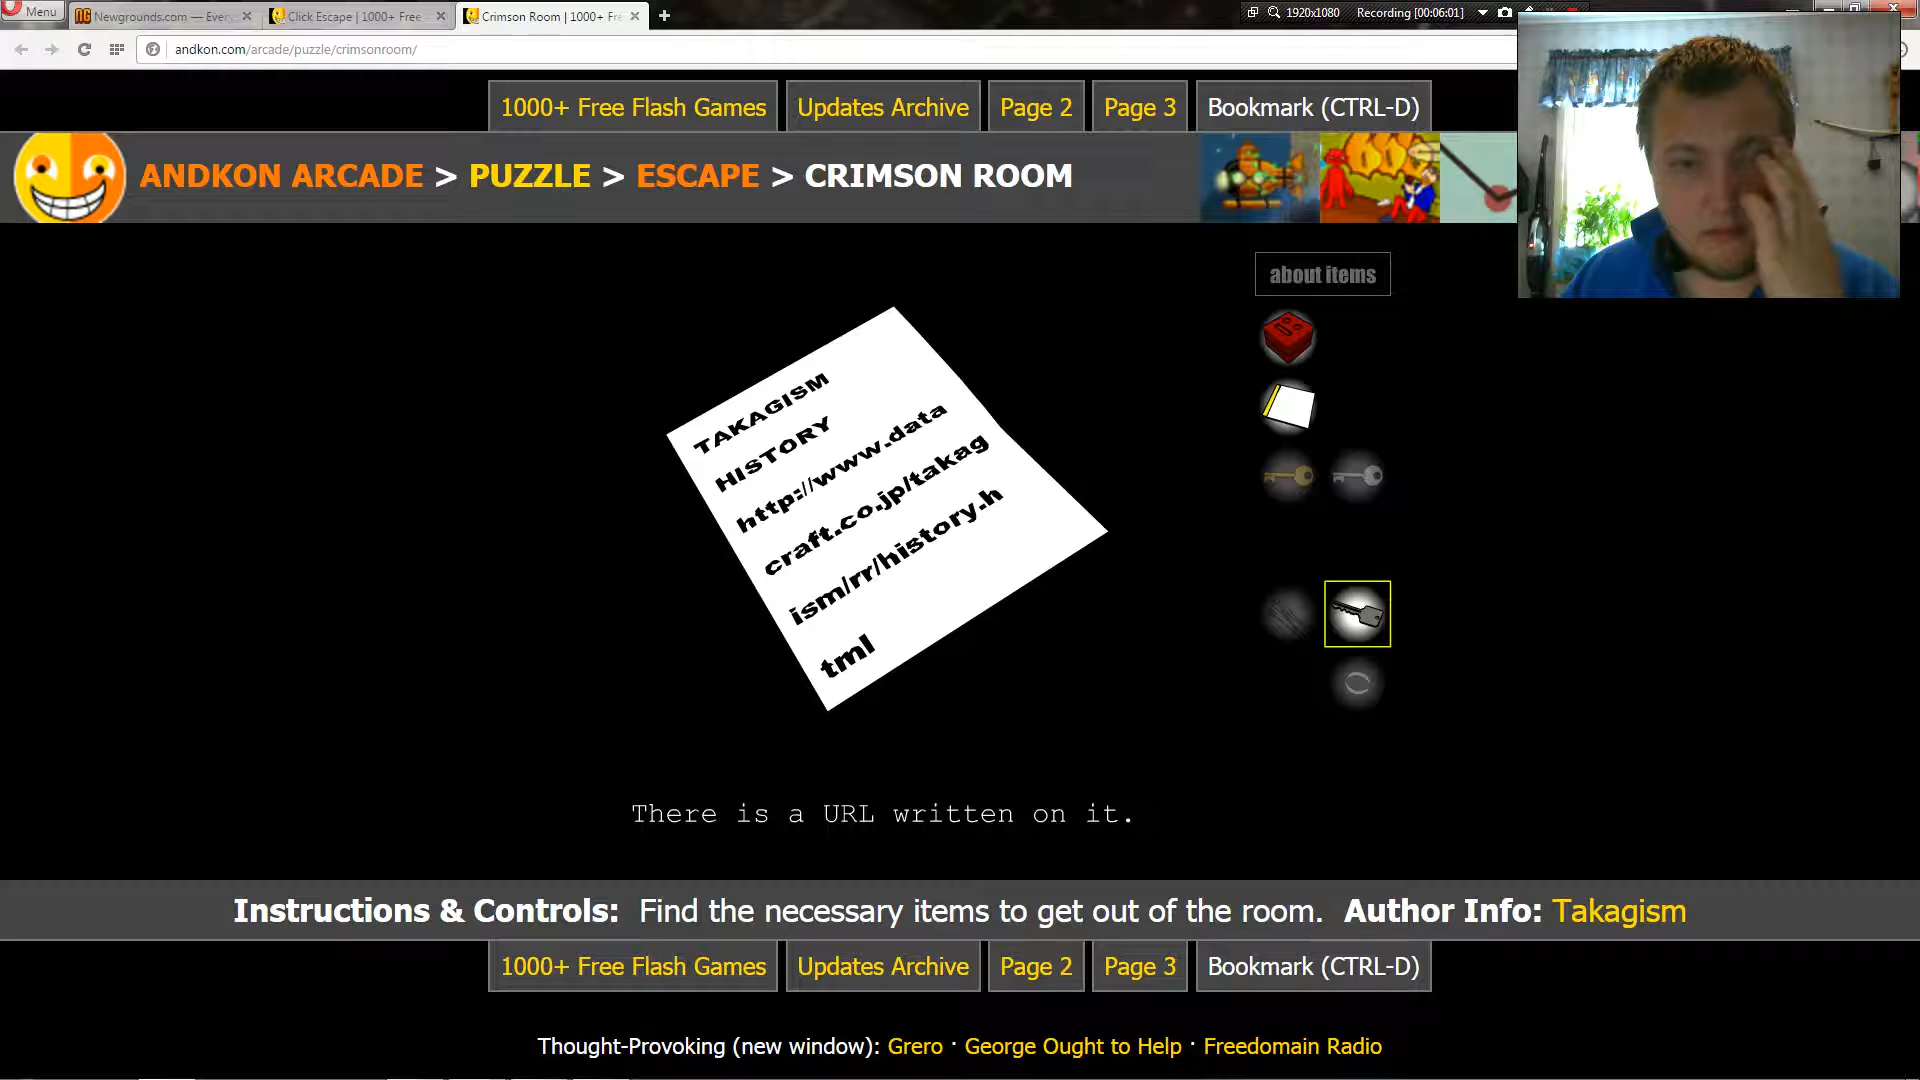 Menu
Newgrounds.com — Every
Click Escape | 1000+ Free
Crimson Room | 1000+ Fre
1920x1080
Recording [00:06:01]
andkon.com/arcade/puzzle/crimsonroom/
1000+ Free Flash Games
Updates Archive
Page 2
Page 3
Bookmark (CTRL-D)
ANDKON ARCADE > PUZZLE > ESCAPE > CRIMSON ROOM
about items
TAKAGISM
HISTORY
http://www.data
craft.co.jp/takag
ism/rr/history.h
tml
There is a URL written on it.
Instructions & Controls: Find the necessary items to get out of the room. Author Info: Takagism
1000+ Free Flash Games
Updates Archive
Page 2
Page 3
Bookmark (CTRL-D)
Thought-Provoking (new window): Grero · George Ought to Help · Freedomain Radio